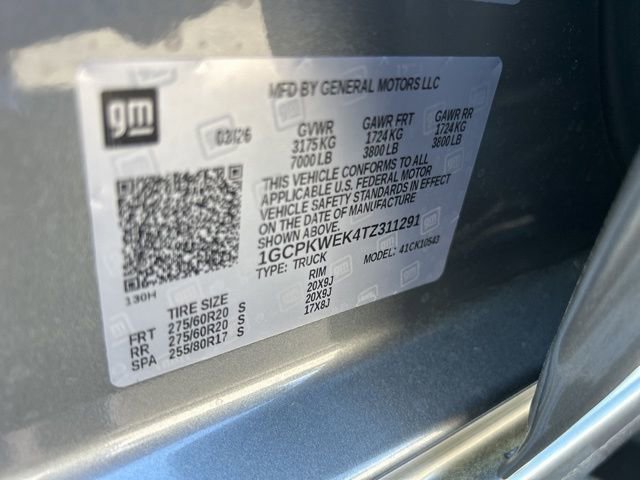 MFD BY GENERAL MOTORS LLC
gm
03/26
GVWR
3175 KG
7000 LB
GAWR FRT
1724 KG
3800 LB
GAWR RR
1724 KG
3800 LB
THIS VEHICLE CONFORMS TO ALL
APPLICABLE U.S. FEDERAL MOTOR
VEHICLE SAFETY STANDARDS IN EFFECT
ON THE DATE OF MANUFACTURE
SHOWN ABOVE.
1GCPKWEK4TZ311291
TYPE: TRUCK
MODEL: 41CK10543
130H
TIRE SIZE RIM
FRT 275/60R20 S 20X9J
RR 275/60R20 S 20X9J
SPA 255/80R17 S 17X8J